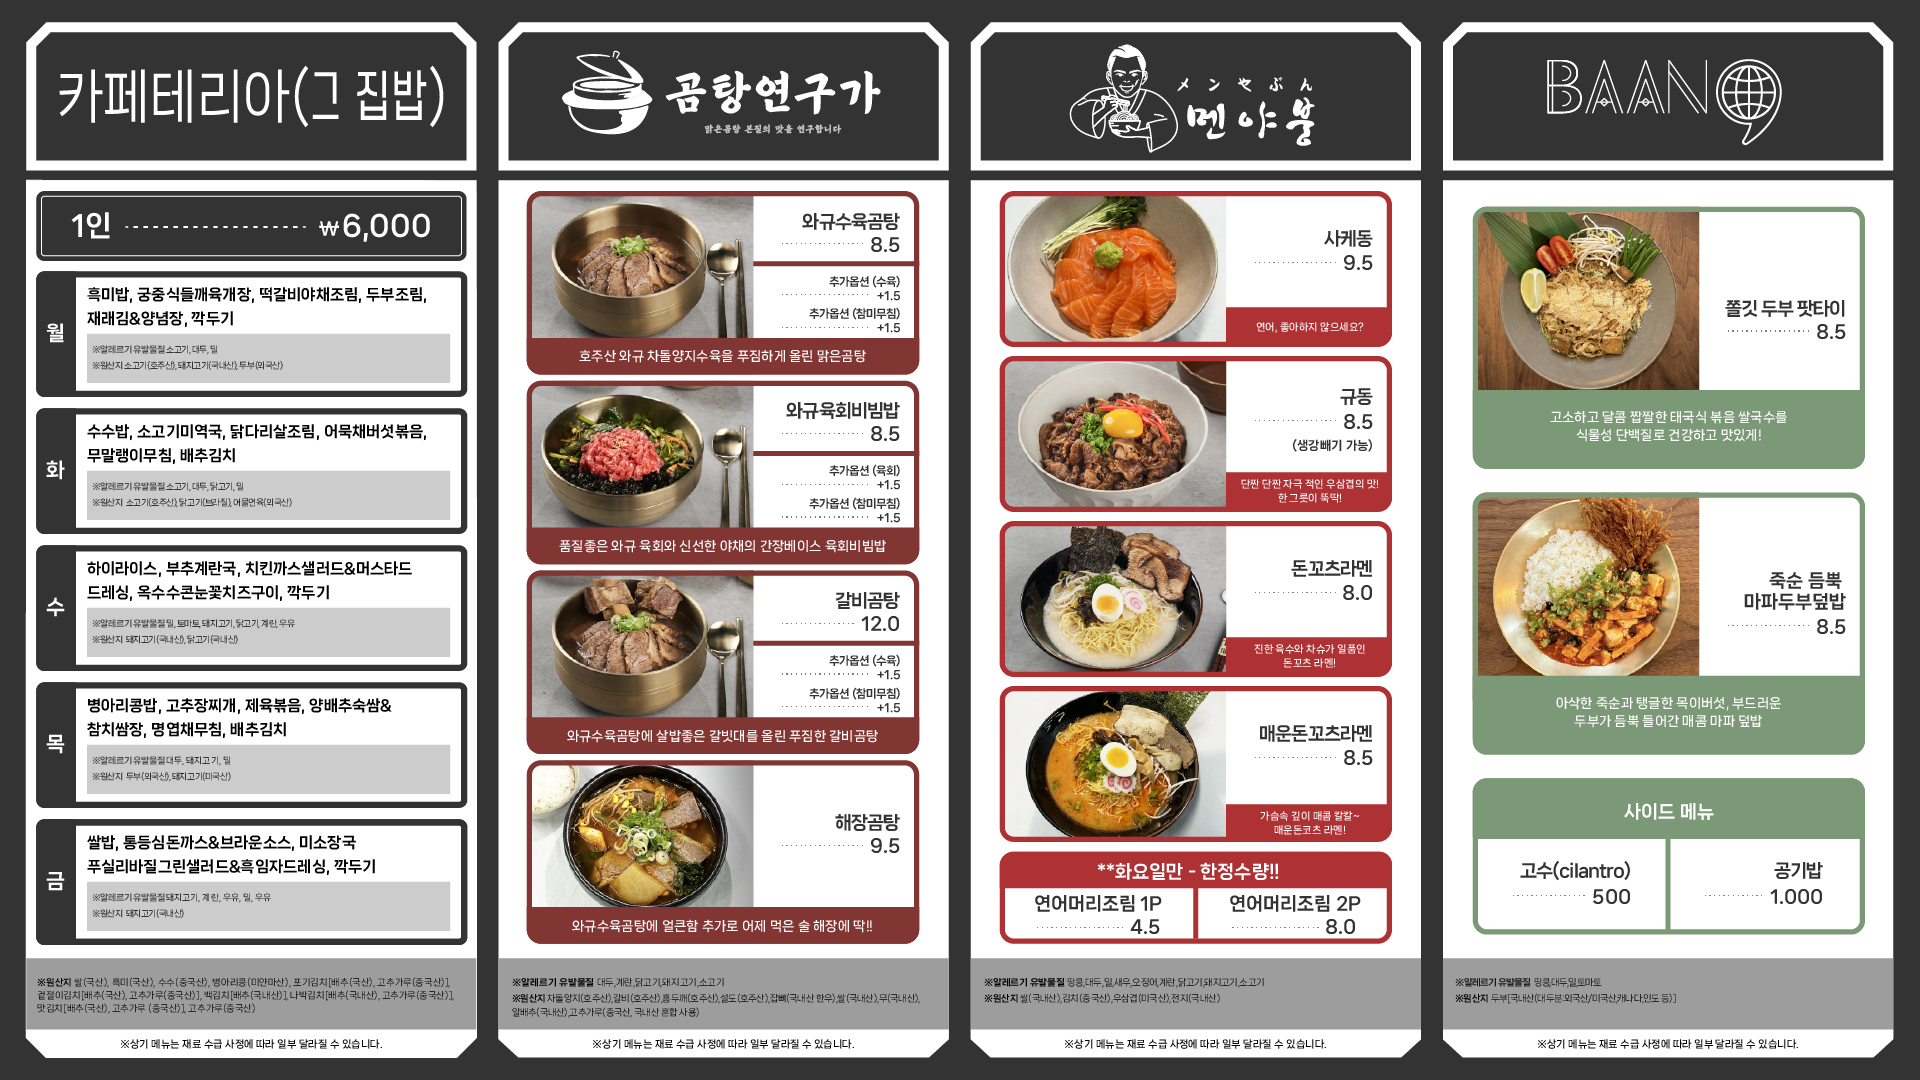 카페테리아(그 집밥)
1인 ₩6,000
월
흑미밥, 궁중식들깨육개장, 떡갈비야채조림, 두부조림,
재래김&양념장, 깍두기
※알레르기 유발물질 소고기, 대두, 밀
※원산지 소고기(호주산), 돼지고기(국내산), 두부(외국산)
화
수수밥, 소고기미역국, 닭다리살조림, 어묵채버섯볶음,
무말랭이무침, 배추김치
※알레르기 유발물질 소고기, 대두, 닭고기, 밀
※원산지 소고기(호주산), 닭고기(브라질), 어물연육(외국산)
수
하이라이스, 부추계란국, 치킨까스샐러드&머스타드
드레싱, 옥수수콘눈꽃치즈구이, 깍두기
※알레르기 유발물질 밀, 토마토, 돼지고기, 닭고기, 계란, 우유
※원산지 돼지고기(국내산), 닭고기(국내산)
목
병아리콩밥, 고추장찌개, 제육볶음, 양배추숙쌈&
참치쌈장, 명엽채무침, 배추김치
※알레르기 유발물질 대두, 돼지고기, 밀
※원산지 두부(외국산), 돼지고기(미국산)
금
쌀밥, 통등심돈까스&브라운소스, 미소장국
푸실리바질그린샐러드&흑임자드레싱, 깍두기
※알레르기 유발물질 돼지고기, 계란, 우유, 밀, 우유
※원산지 돼지고기(국내산)
※원산지 쌀(국산), 흑미(국산), 수수(중국산), 병아리콩(미얀마산), 포기김치[배추(국산), 고추가루(중국산)],
겉절이김치[배추(국산), 고추가루(중국산)], 백김치[배추(국내산)], 나박김치[배추(국내산), 고추가루(중국산)],
맛김치[배추(국산), 고추가루 (중국산)], 고추가루(중국산)
※상기 메뉴는 재료 수급 사정에 따라 일부 달라질 수 있습니다.
곰탕연구가
맑은곰탕 본질의 맛을 연구합니다
와규수육곰탕
8.5
추가옵션 (수육)
+1.5
추가옵션 (참미무침)
+1.5
호주산 와규 차돌양지수육을 푸짐하게 올린 맑은곰탕
와규육회비빔밥
8.5
추가옵션 (육회)
+1.5
추가옵션 (참미무침)
+1.5
품질좋은 와규 육회와 신선한 야채의 간장베이스 육회비빔밥
갈비곰탕
12.0
추가옵션 (수육)
+1.5
추가옵션 (참미무침)
+1.5
와규수육곰탕에 살밥좋은 갈빗대를 올린 푸짐한 갈비곰탕
해장곰탕
9.5
와규수육곰탕에 얼큰함 추가로 어제 먹은 술 해장에 딱!!
※알레르기 유발물질 대두,계란,닭고기,돼지고기,소고기
※원산지 차돌양지(호주산),갈비(호주산),홍두깨(호주산),설도(호주산),잡뼈(국내산 한우),쌀(국내산),무(국내산),
알배추(국내산),고추가루(중국산, 국내산 혼합 사용)
※상기 메뉴는 재료 수급 사정에 따라 일부 달라질 수 있습니다.
メンやぶん
멘야붕
사케동
9.5
연어, 좋아하지 않으세요?
규동
8.5
(생강빼기 가능)
단짠 단짠 자극 적인 우삼겹의 맛!
한 그릇이 뚝딱!
돈꼬츠라멘
8.0
진한 육수와 차슈가 일품인
돈꼬츠 라멘!
매운돈꼬츠라멘
8.5
가슴속 깊이 매콤 칼칼~
매운돈코츠 라멘!
**화요일만 - 한정수량!!
연어머리조림 1P
4.5
연어머리조림 2P
8.0
※알레르기 유발물질 땅콩,대두,밀,새우,오징어,계란,닭고기,돼지고기,소고기
※원산지 쌀(국내산),김치(중국산),우삼겹(미국산),전지(국내산)
※상기 메뉴는 재료 수급 사정에 따라 일부 달라질 수 있습니다.
BAAN9
쫄깃 두부 팟타이
8.5
고소하고 달콤 짭짤한 태국식 볶음 쌀국수를
식물성 단백질로 건강하고 맛있게!
죽순 듬뿍
마파두부덮밥
8.5
아삭한 죽순과 탱글한 목이버섯, 부드러운
두부가 듬뿍 들어간 매콤 마파 덮밥
사이드 메뉴
고수(cilantro)
500
공기밥
1.000
※알레르기 유발물질 땅콩,대두,밀,토마토
※원산지 두부[국내산(대두분:외국산/미국산,캐나다,인도 등)]
※상기 메뉴는 재료 수급 사정에 따라 일부 달라질 수 있습니다.